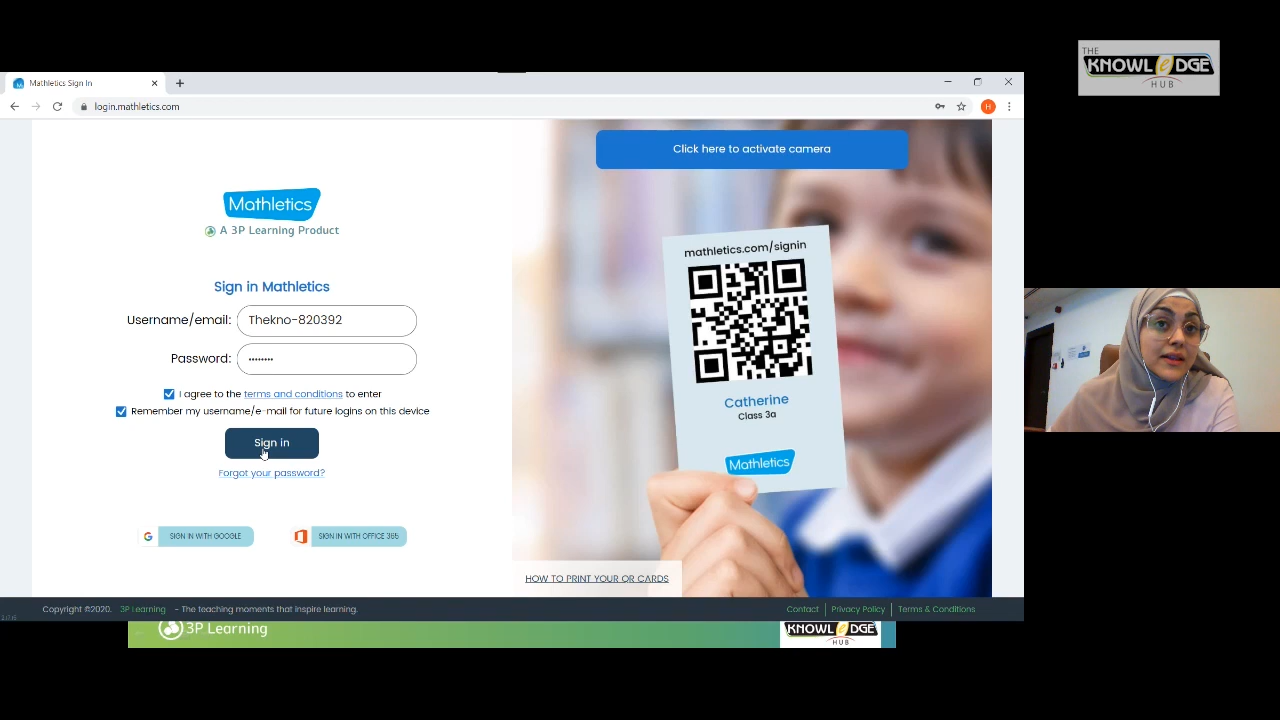 THE
KNOWLEDGE
HUB
Mathletics Sign In
login.mathletics.com
H
Click here to activate camera
Mathletics
A 3P Learning Product
Sign in Mathletics
Username/email: Thekno-820392
Password: ••••••••
I agree to the terms and conditions to enter
Remember my username/e-mail for future logins on this device
Sign in
Forgot your password?
G SIGN IN WITH GOOGLE
SIGN IN WITH OFFICE 365
mathletics.com/signin
Catherine
Class 3a
Mathletics
HOW TO PRINT YOUR QR CARDS
Copyright ©2020. 3P Learning - The teaching moments that inspire learning.
Contact Privacy Policy Terms & Conditions
3P Learning
KNOWLEDGE
HUB